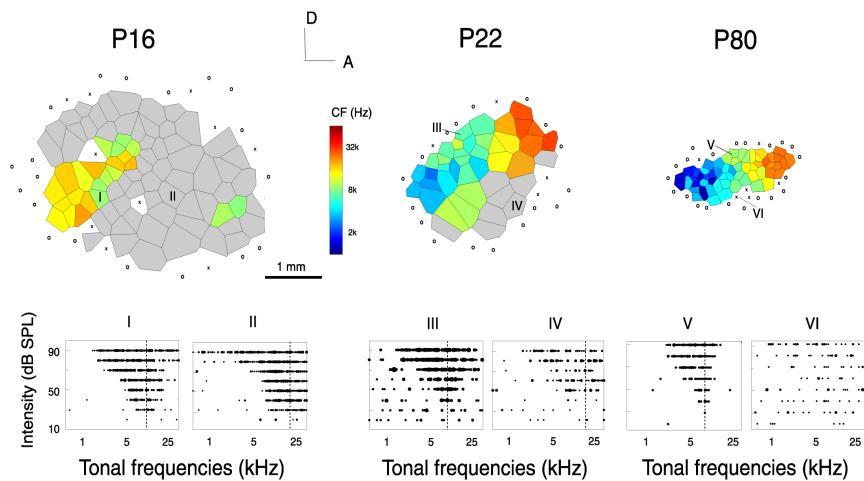 P16
P22
P80
D
A
CF (Hz)
32k
8k
2k
I
II
III
IV
V
VI
1 mm
I
II
III
IV
V
VI
Intensity (dB SPL)
90
50
10
1 5 25
1 5 25
1 5 25
1 5 25
1 5 25
1 5 25
Tonal frequencies (kHz)
Tonal frequencies (kHz)
Tonal frequencies (kHz)